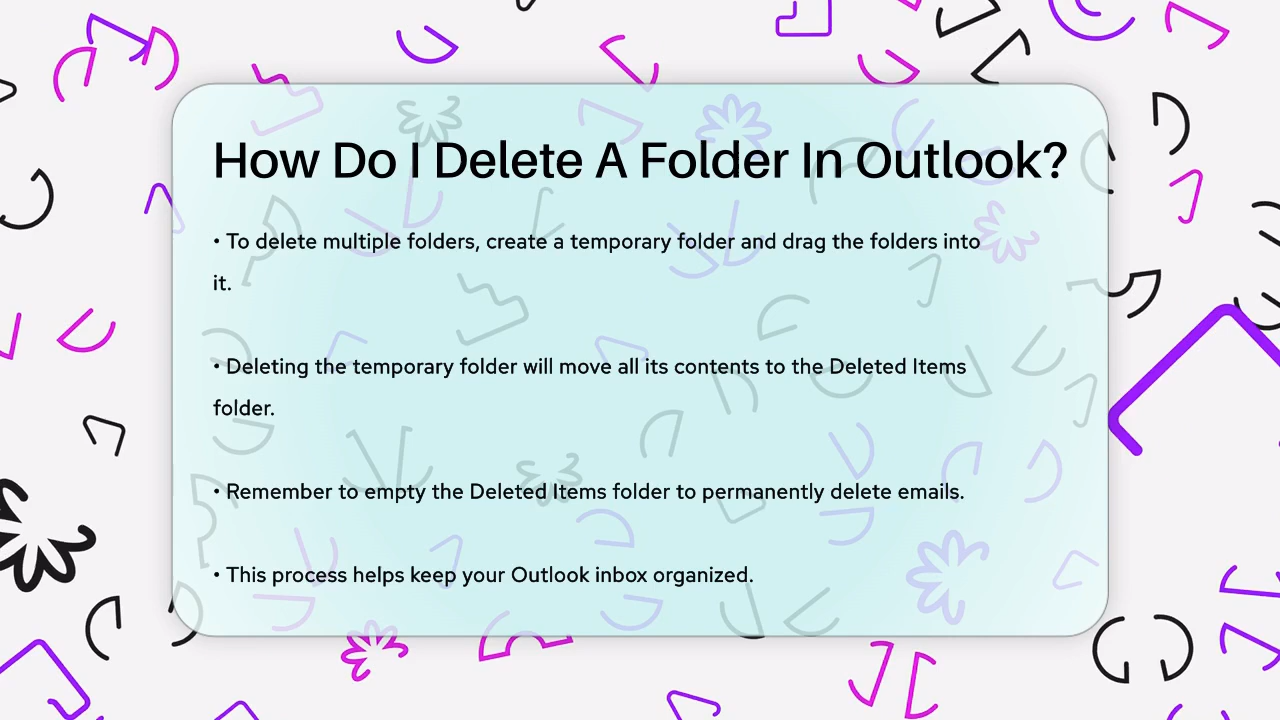 How Do I Delete A Folder In Outlook?
• To delete multiple folders, create a temporary folder and drag the folders into
it.
• Deleting the temporary folder will move all its contents to the Deleted Items
folder.
• Remember to empty the Deleted Items folder to permanently delete emails.
• This process helps keep your Outlook inbox organized.